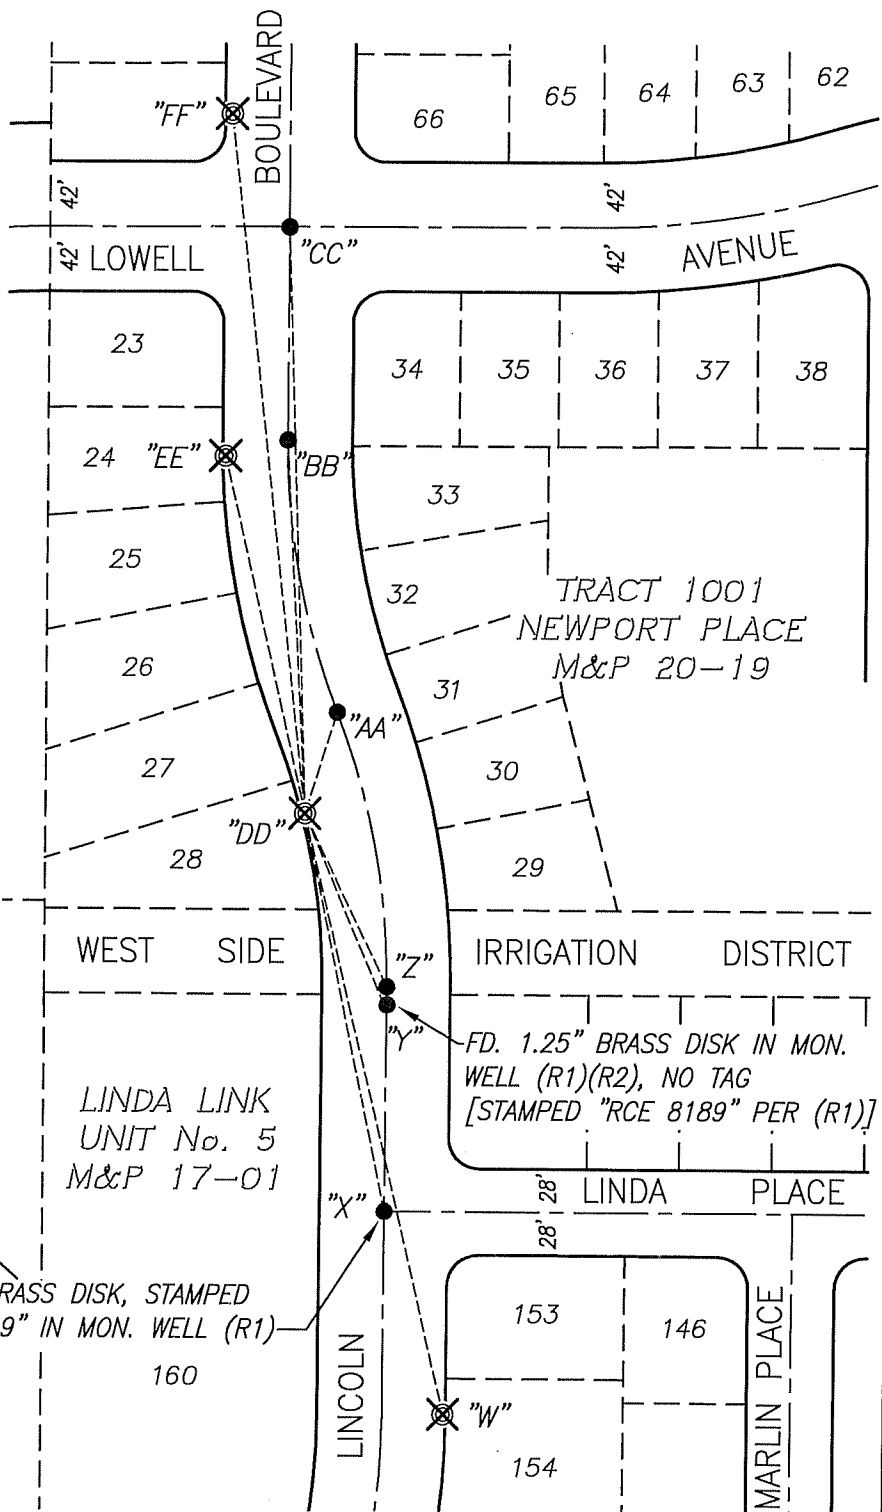 BOULEVARD
"FF"
66
65
64
63
62
42'
42'
"CC"
42'
42'
LOWELL
AVENUE
23
34
35
36
37
38
24
"EE"
"BB"
33
25
32
TRACT 1001
NEWPORT PLACE
M&P 20-19
26
31
"AA"
27
30
"DD"
28
29
WEST SIDE IRRIGATION DISTRICT
"Z"
"Y"
FD. 1.25" BRASS DISK IN MON.
WELL (R1)(R2), NO TAG
[STAMPED "RCE 8189" PER (R1)]
LINDA LINK
UNIT No. 5
M&P 17-01
"X"
28'
28'
LINDA PLACE
RASS DISK, STAMPED
9" IN MON. WELL (R1)
160
153
146
LINCOLN
"W"
154
MARLIN PLACE